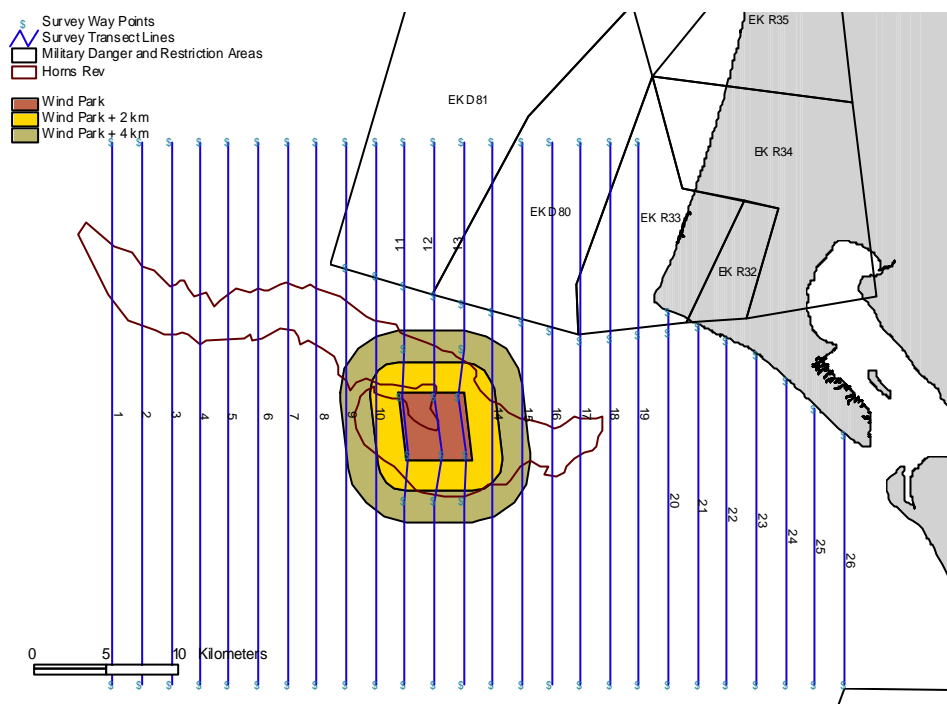 Survey Way Points
Survey Transect Lines
Military Danger and Restriction Areas
Horns Rev
Wind Park
Wind Park + 2 km
Wind Park + 4 km
EK R35
EK D81
EK R34
EK D80
EK R33
EK R32
11
12
13
1
2
3
4
5
6
7
8
9
10
14
15
16
17
18
19
20
21
22
23
24
25
26
0 5 10 Kilometers